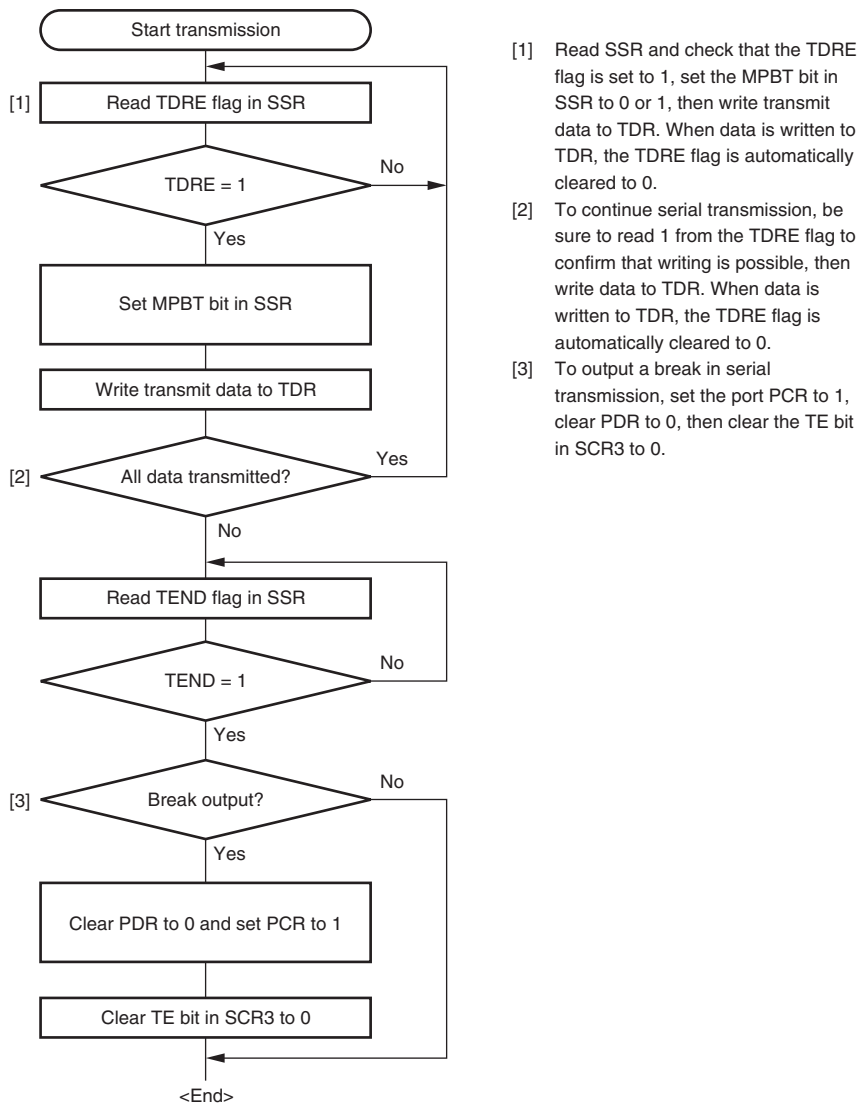 Start transmission
[1]
Read TDRE flag in SSR
TDRE = 1
No
Yes
Set MPBT bit in SSR
Write transmit data to TDR
[2]
All data transmitted?
Yes
No
Read TEND flag in SSR
TEND = 1
No
Yes
[3]
Break output?
No
Yes
Clear PDR to 0 and set PCR to 1
Clear TE bit in SCR3 to 0
<End>
[1] Read SSR and check that the TDRE
flag is set to 1, set the MPBT bit in
SSR to 0 or 1, then write transmit
data to TDR. When data is written to
TDR, the TDRE flag is automatically
cleared to 0.
[2] To continue serial transmission, be
sure to read 1 from the TDRE flag to
confirm that writing is possible, then
write data to TDR. When data is
written to TDR, the TDRE flag is
automatically cleared to 0.
[3] To output a break in serial
transmission, set the port PCR to 1,
clear PDR to 0, then clear the TE bit
in SCR3 to 0.